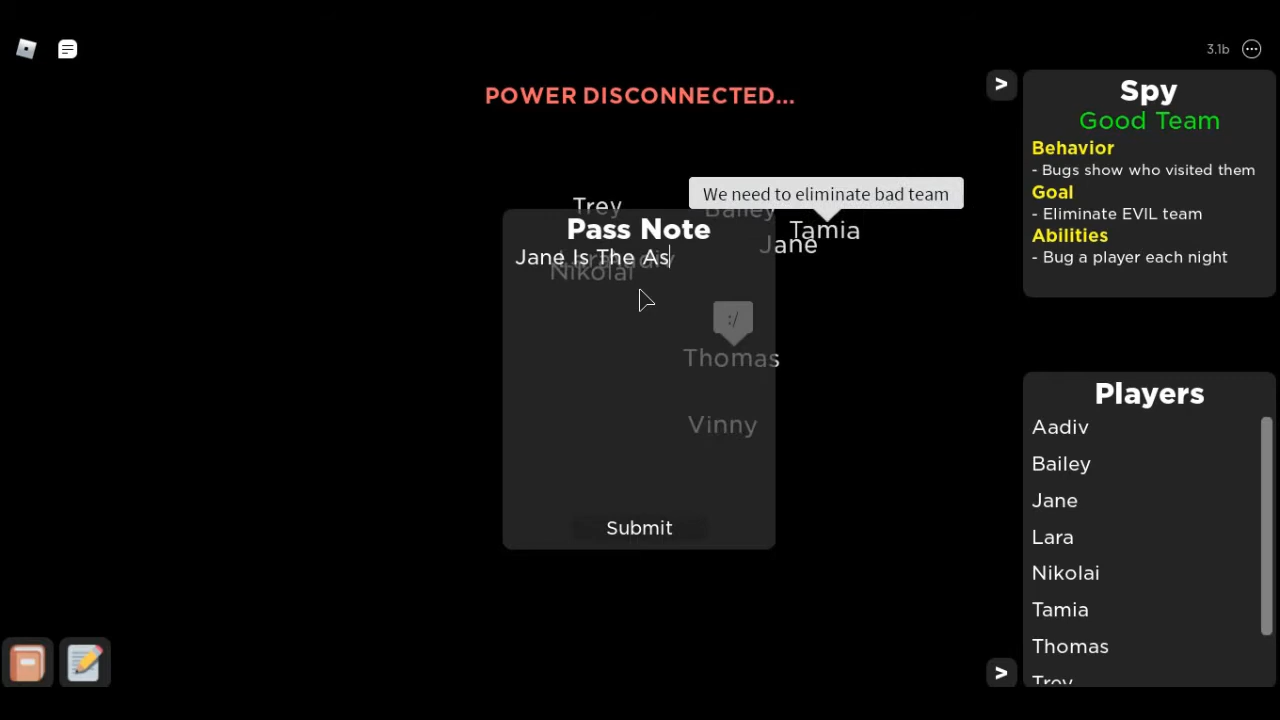 3.1b
POWER DISCONNECTED...
We need to eliminate bad team
Trey
Bailey
Tamia
Jane
Pass Note
Jane Is The As
Nikolai
:/
Thomas
Vinny
Submit
>
Spy
Good Team
Behavior
- Bugs show who visited them
Goal
- Eliminate EVIL team
Abilities
- Bug a player each night
Players
Aadiv
Bailey
Jane
Lara
Nikolai
Tamia
Thomas
Trey
>